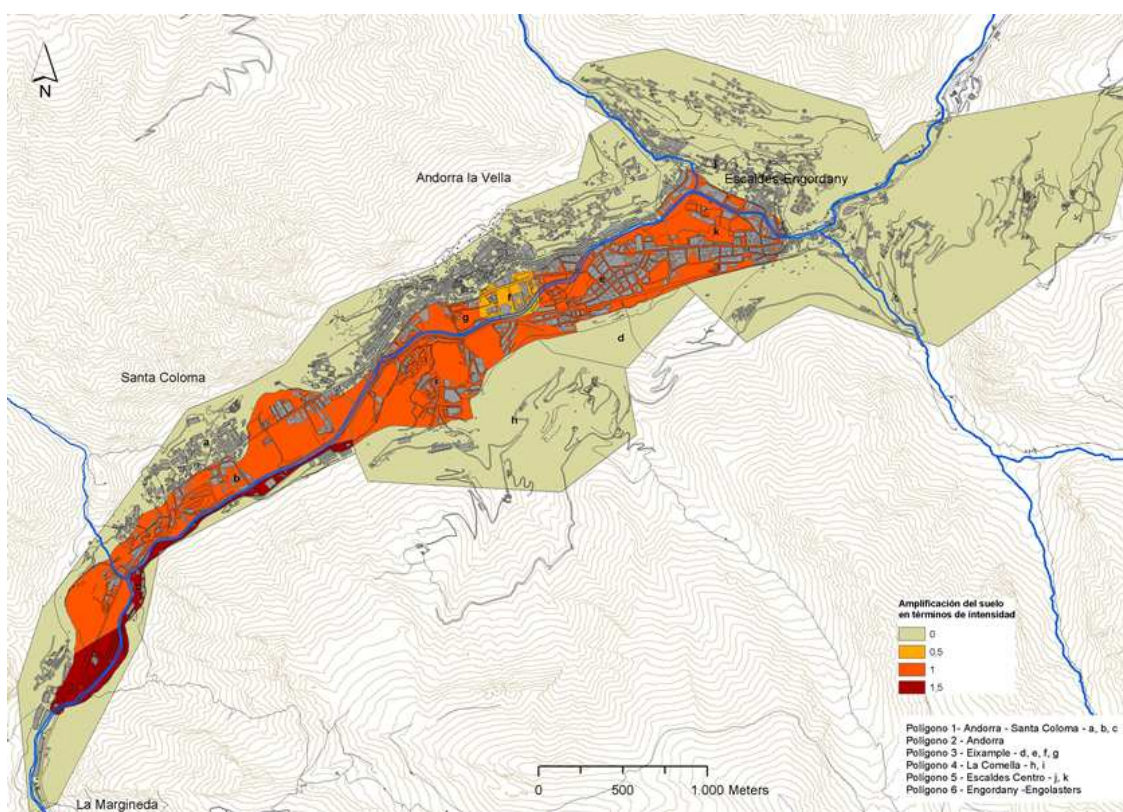 N
Andorra la Vella
Escaldes-Engordany
Santa Coloma
La Margineda
j
k
e
f
g
d
i
h
a
b
Amplificación del suelo
en términos de intensidad
0
0,5
1
1,5
Polígono 1- Andorra - Santa Coloma - a, b, c
Polígono 2 - Andorra
Polígono 3 - Eixample - d, e, f, g
Polígono 4 - La Comella - h, i
Polígono 5 - Escaldes Centro - j, k
Polígono 6 - Engordany -Engolasters
0 500 1.000 Meters